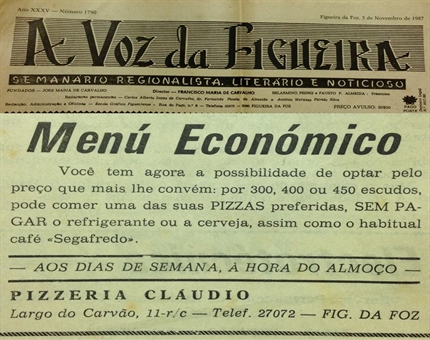 Ano XXXV — Número 1790
Figueira da Foz, 5 de Novembro de 1987
A VOZ DA FIGUEIRA
SEMANÁRIO REGIONALISTA, LITERÁRIO E NOTICIOSO
FUNDADOR — JOSÉ MARIA DE CARVALHO
Director — FRANCISCO MARIA DE CARVALHO
PORTE PAGO
Menú Económico
Você tem agora a possibilidade de optar pelo
preço que mais lhe convém: por 300, 400 ou 450 escudos,
pode comer uma das suas PIZZAS preferidas, SEM PA-
GAR o refrigerante ou a cerveja, assim como o habitual
café «Segafredo».
— AOS DIAS DE SEMANA, À HORA DO ALMOÇO —
PIZZERIA CLÁUDIO
Largo do Carvão, 11-r/c — Telef. 27072 — FIG. DA FOZ